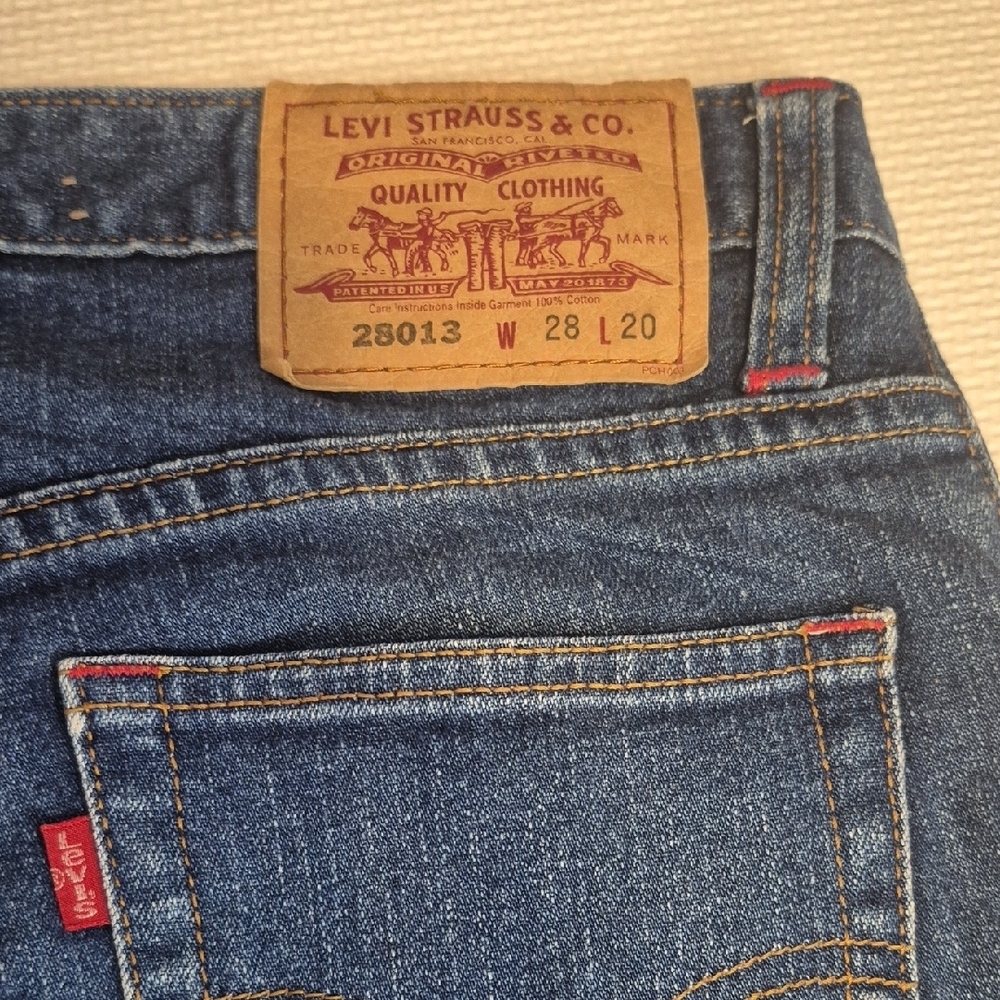 LEVI STRAUSS & CO.
SAN FRANCISCO, CAL
ORIGINAL RIVETED
QUALITY CLOTHING
TRADE MARK
PATENTED IN U S MAY 20 1873
Care Instructions Inside Garment 100% Cotton
28013 W 28 L 20
LEVI'S ®